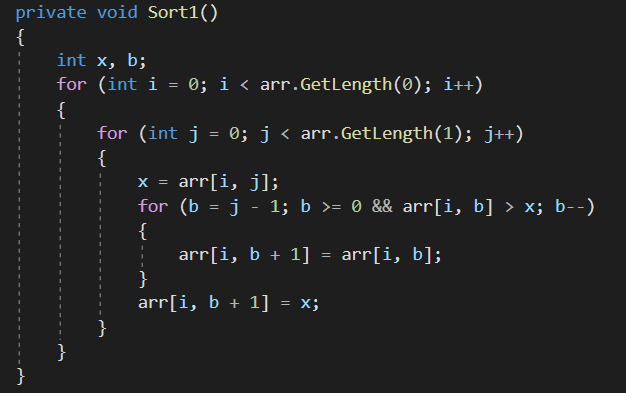 private void Sort1()
{
    int x, b;
    for (int i = 0; i < arr.GetLength(0); i++)
    {
        for (int j = 0; j < arr.GetLength(1); j++)
        {
            x = arr[i, j];
            for (b = j - 1; b >= 0 && arr[i, b] > x; b--)
            {
                arr[i, b + 1] = arr[i, b];
            }
            arr[i, b + 1] = x;
        }
    }
}